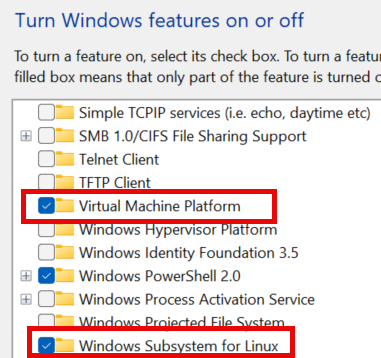 Turn Windows features on or off
To turn a feature on, select its check box. To turn a featur
filled box means that only part of the feature is turned o
Simple TCPIP services (i.e. echo, daytime etc)
SMB 1.0/CIFS File Sharing Support
Telnet Client
TFTP Client
Virtual Machine Platform
Windows Hypervisor Platform
Windows Identity Foundation 3.5
Windows PowerShell 2.0
Windows Process Activation Service
Windows Projected File System
Windows Subsystem for Linux